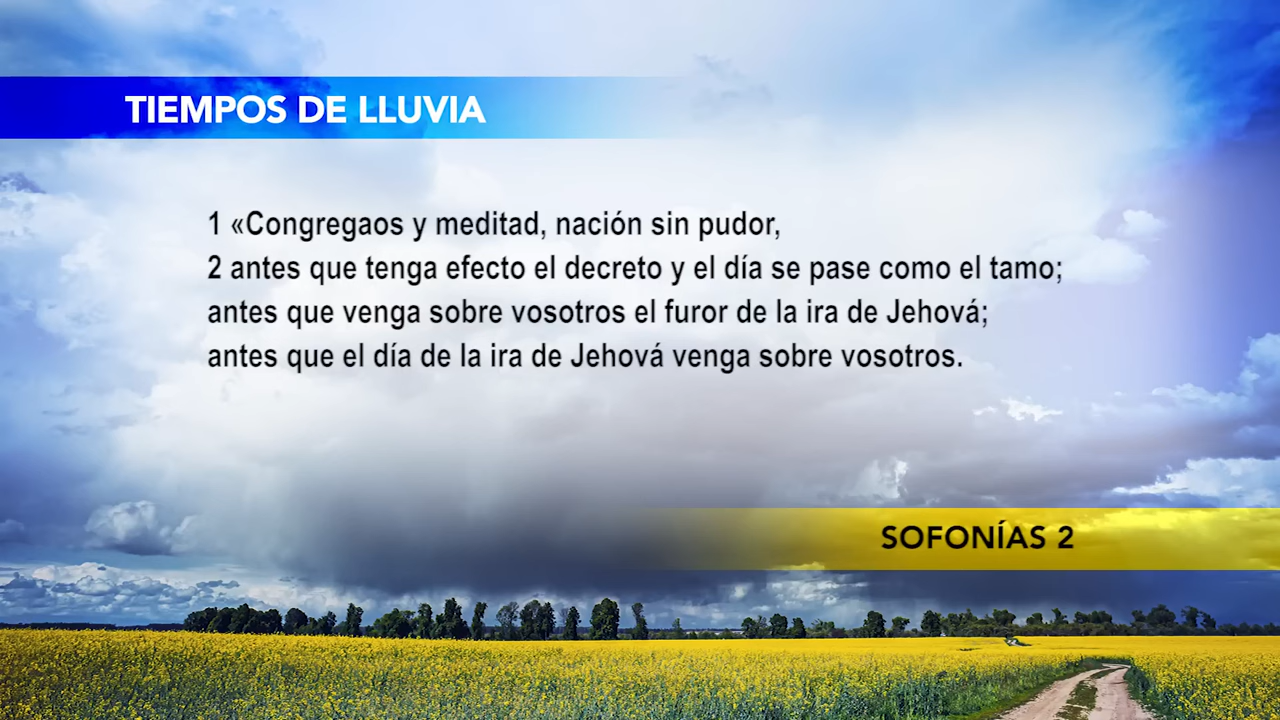 TIEMPOS DE LLUVIA
1 «Congregaos y meditad, nación sin pudor,
2 antes que tenga efecto el decreto y el día se pase como el tamo;
antes que venga sobre vosotros el furor de la ira de Jehová;
antes que el día de la ira de Jehová venga sobre vosotros.
SOFONÍAS 2